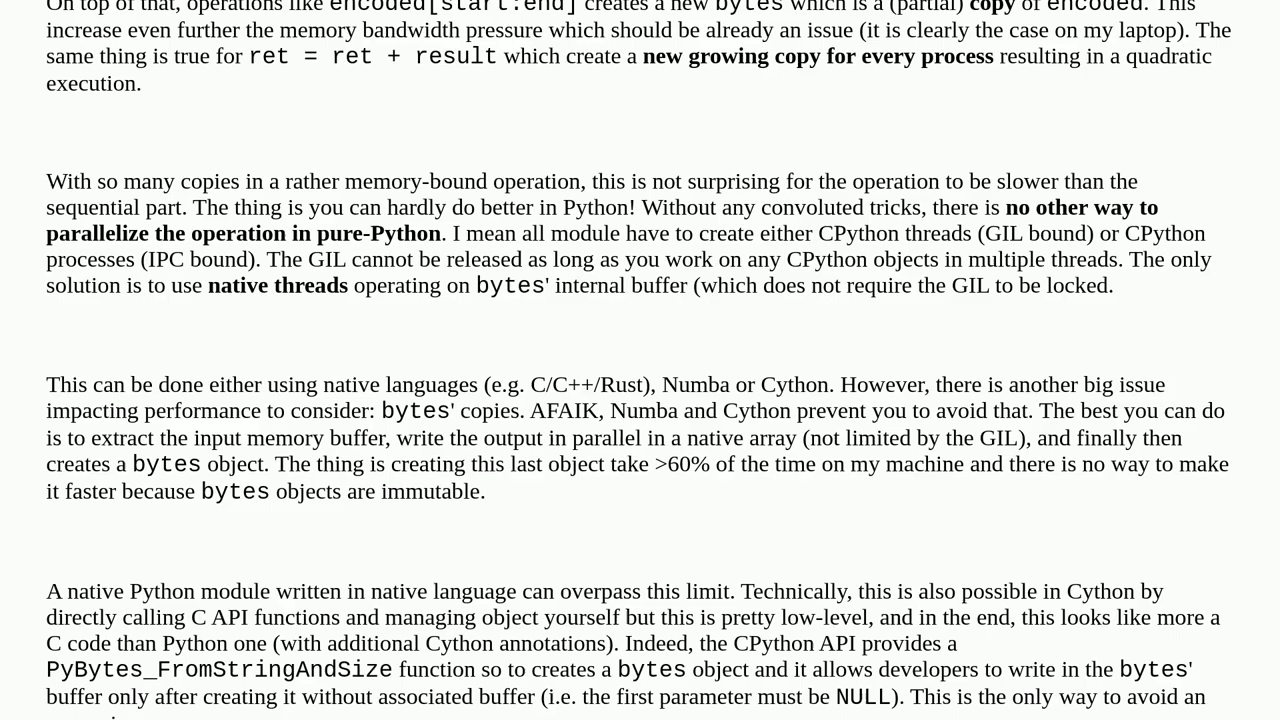 On top of that, operations like encoded[start:end] creates a new bytes which is a (partial) copy of encoded. This
increase even further the memory bandwidth pressure which should be already an issue (it is clearly the case on my laptop). The
same thing is true for ret = ret + result which create a new growing copy for every process resulting in a quadratic
execution.
With so many copies in a rather memory-bound operation, this is not surprising for the operation to be slower than the
sequential part. The thing is you can hardly do better in Python! Without any convoluted tricks, there is no other way to
parallelize the operation in pure-Python. I mean all module have to create either CPython threads (GIL bound) or CPython
processes (IPC bound). The GIL cannot be released as long as you work on any CPython objects in multiple threads. The only
solution is to use native threads operating on bytes' internal buffer (which does not require the GIL to be locked.
This can be done either using native languages (e.g. C/C++/Rust), Numba or Cython. However, there is another big issue
impacting performance to consider: bytes' copies. AFAIK, Numba and Cython prevent you to avoid that. The best you can do
is to extract the input memory buffer, write the output in parallel in a native array (not limited by the GIL), and finally then
creates a bytes object. The thing is creating this last object take >60% of the time on my machine and there is no way to make
it faster because bytes objects are immutable.
A native Python module written in native language can overpass this limit. Technically, this is also possible in Cython by
directly calling C API functions and managing object yourself but this is pretty low-level, and in the end, this looks like more a
C code than Python one (with additional Cython annotations). Indeed, the CPython API provides a
PyBytes_FromStringAndSize function so to creates a bytes object and it allows developers to write in the bytes'
buffer only after creating it without associated buffer (i.e. the first parameter must be NULL). This is the only way to avoid an